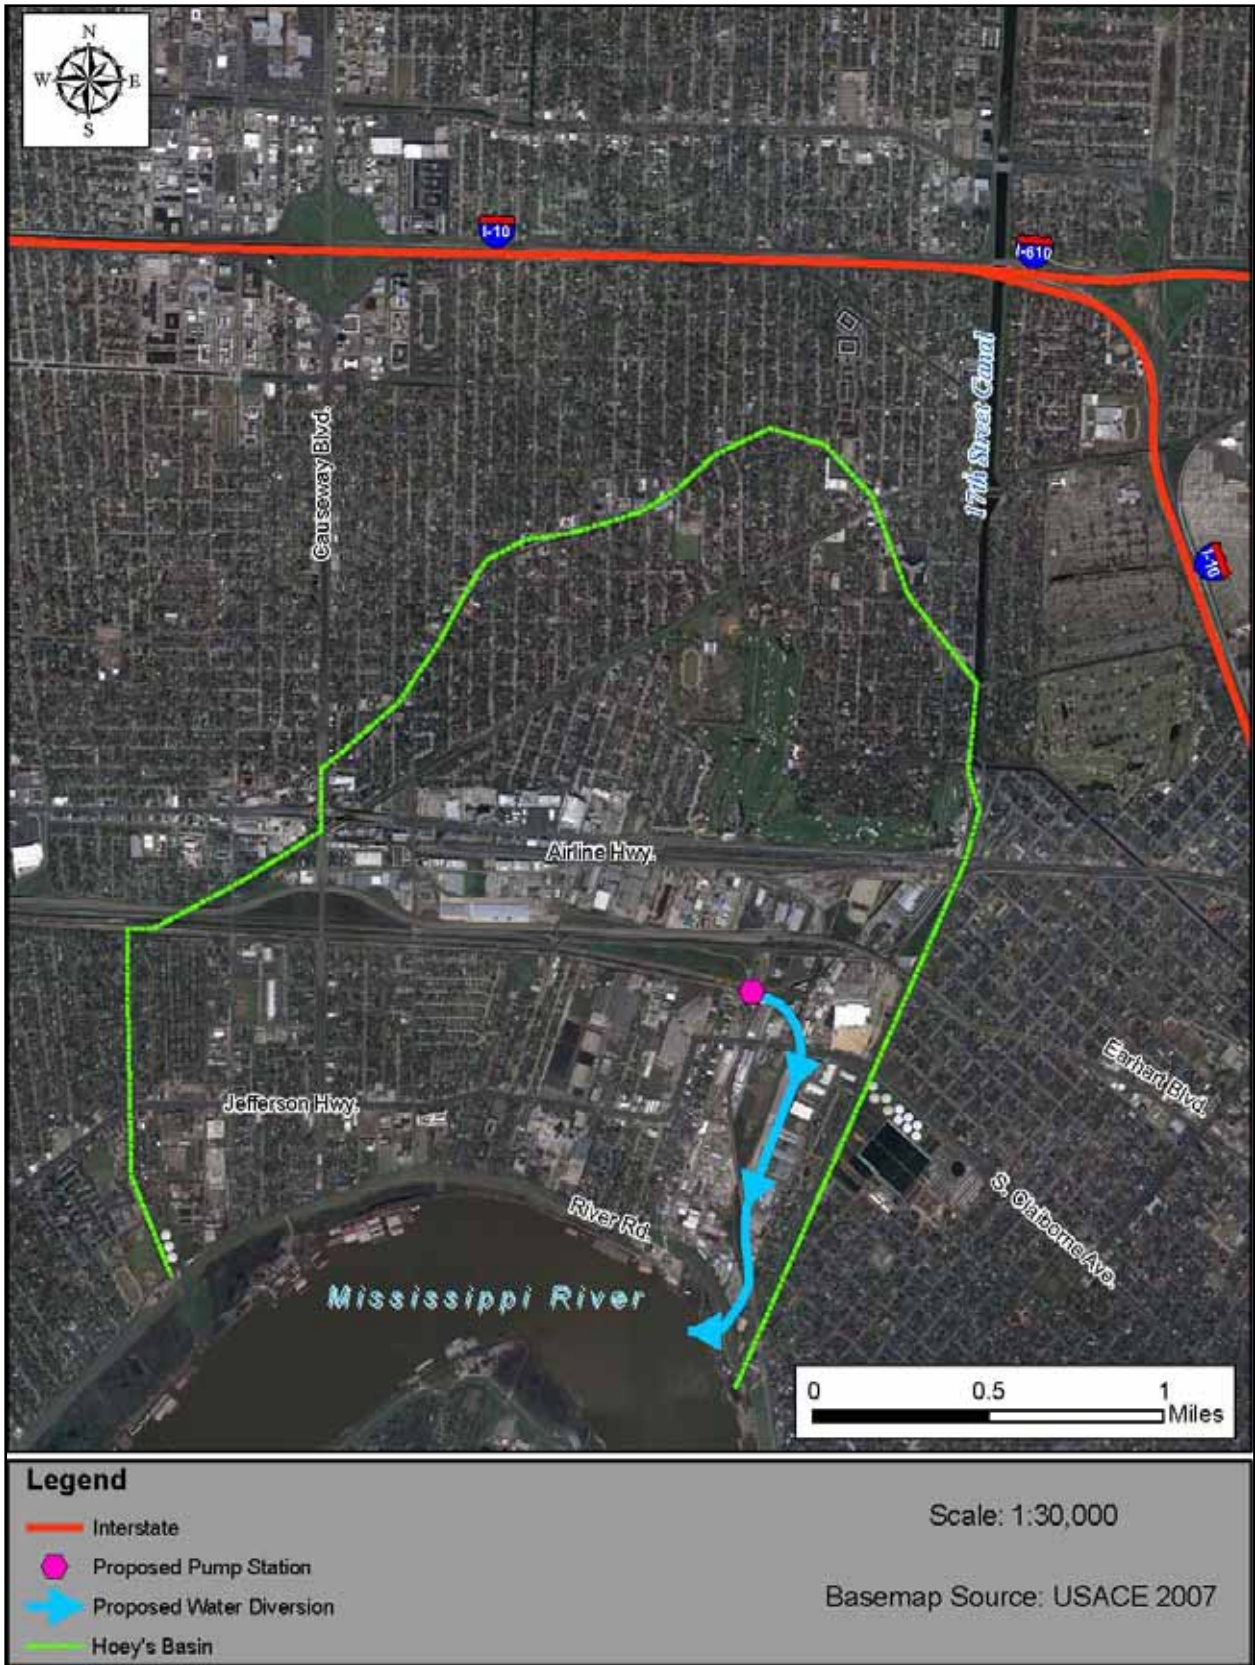 N
W E
S
I-10
I-610
17th Street Canal
Causeway Blvd.
I-10
Airline Hwy.
Earhart Blvd.
Jefferson Hwy.
S. Claiborne Ave.
River Rd.
Mississippi River
0 0.5 1
Miles
Legend
Interstate
Proposed Pump Station
Proposed Water Diversion
Hoey's Basin
Scale: 1:30,000
Basemap Source: USACE 2007